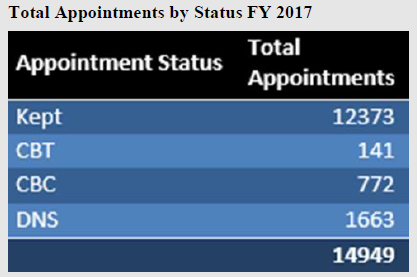 Total Appointments by Status FY 2017
Appointment Status Total Appointments
Kept 12373
CBT 141
CBC 772
DNS 1663
14949